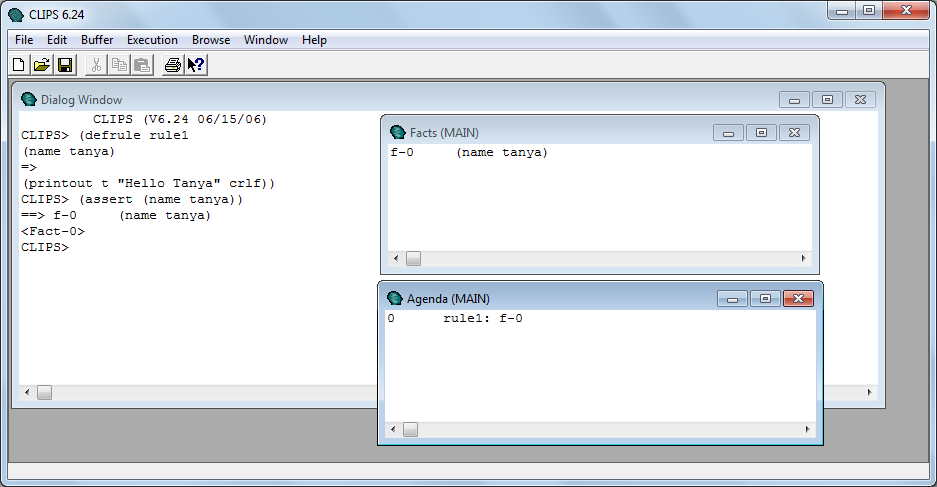 CLIPS 6.24
File Edit Buffer Execution Browse Window Help
Dialog Window
CLIPS (V6.24 06/15/06)
CLIPS> (defrule rule1
(name tanya)
=>
(printout t "Hello Tanya" crlf))
CLIPS> (assert (name tanya))
==> f-0 (name tanya)
<Fact-0>
CLIPS>
Facts (MAIN)
f-0 (name tanya)
Agenda (MAIN)
0 rule1: f-0